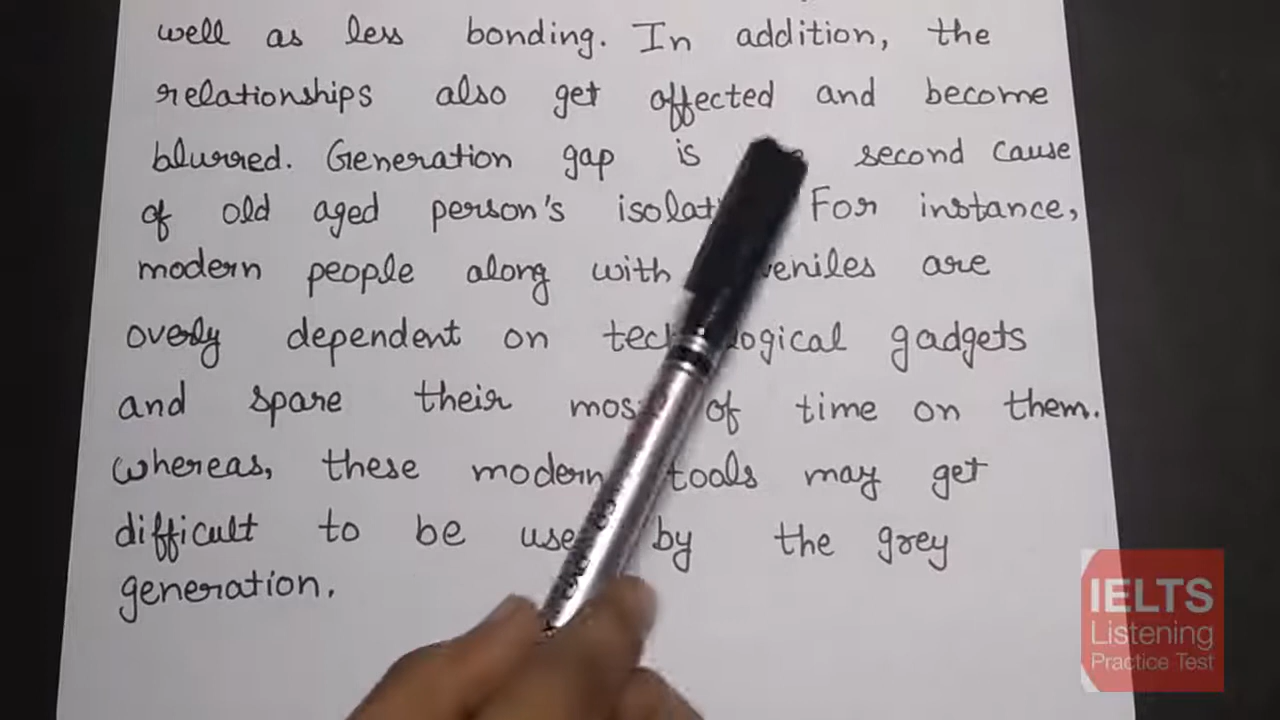 well as less bonding. In addition, the
relationships also get affected and become
blurred. Generation gap is second cause
of old aged person's For instance,
modern people along with are
overly dependent on gadgets
and spare their of time on them.
whereas, these modern tools may get
difficult to be by the grey
generation.
IELTS
Listening
Practice Test